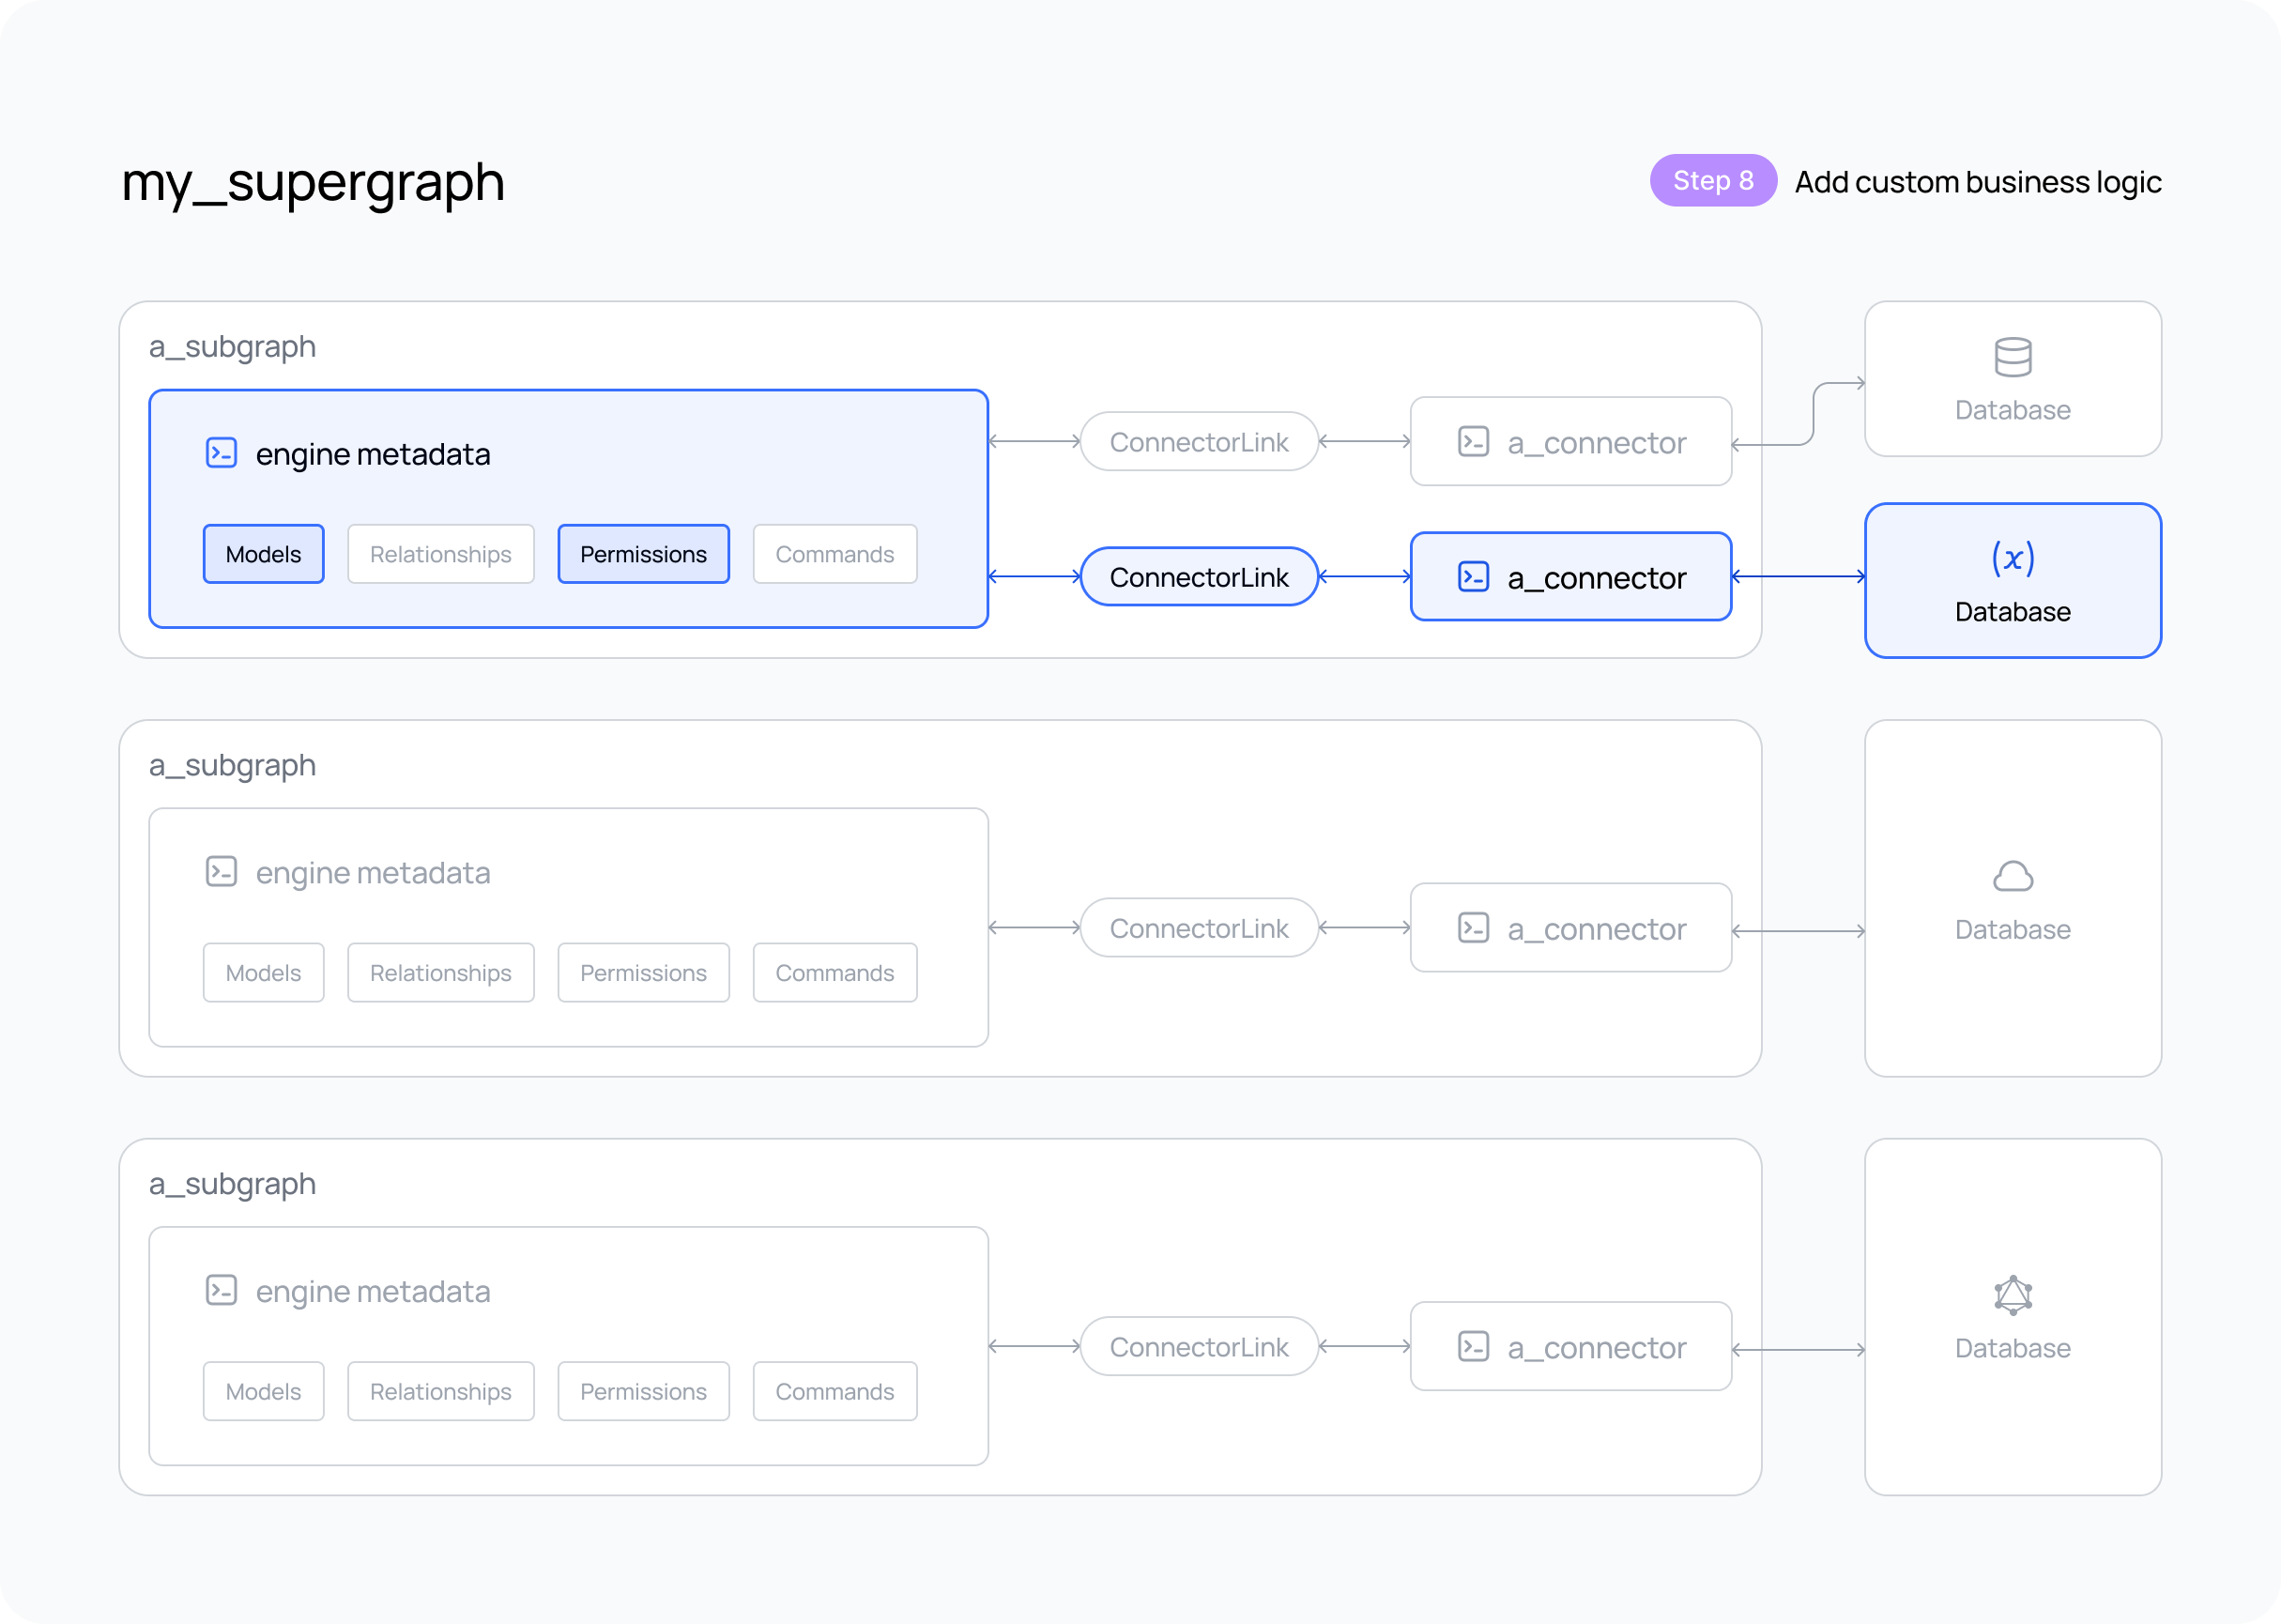 my_supergraph
Step 8 Add custom business logic
a_subgraph
engine metadata
Models Relationships Permissions Commands
ConnectorLink
a_connector
Database
ConnectorLink
a_connector
(x)
Database
a_subgraph
engine metadata
Models Relationships Permissions Commands
ConnectorLink
a_connector
Database
a_subgraph
engine metadata
Models Relationships Permissions Commands
ConnectorLink
a_connector
Database